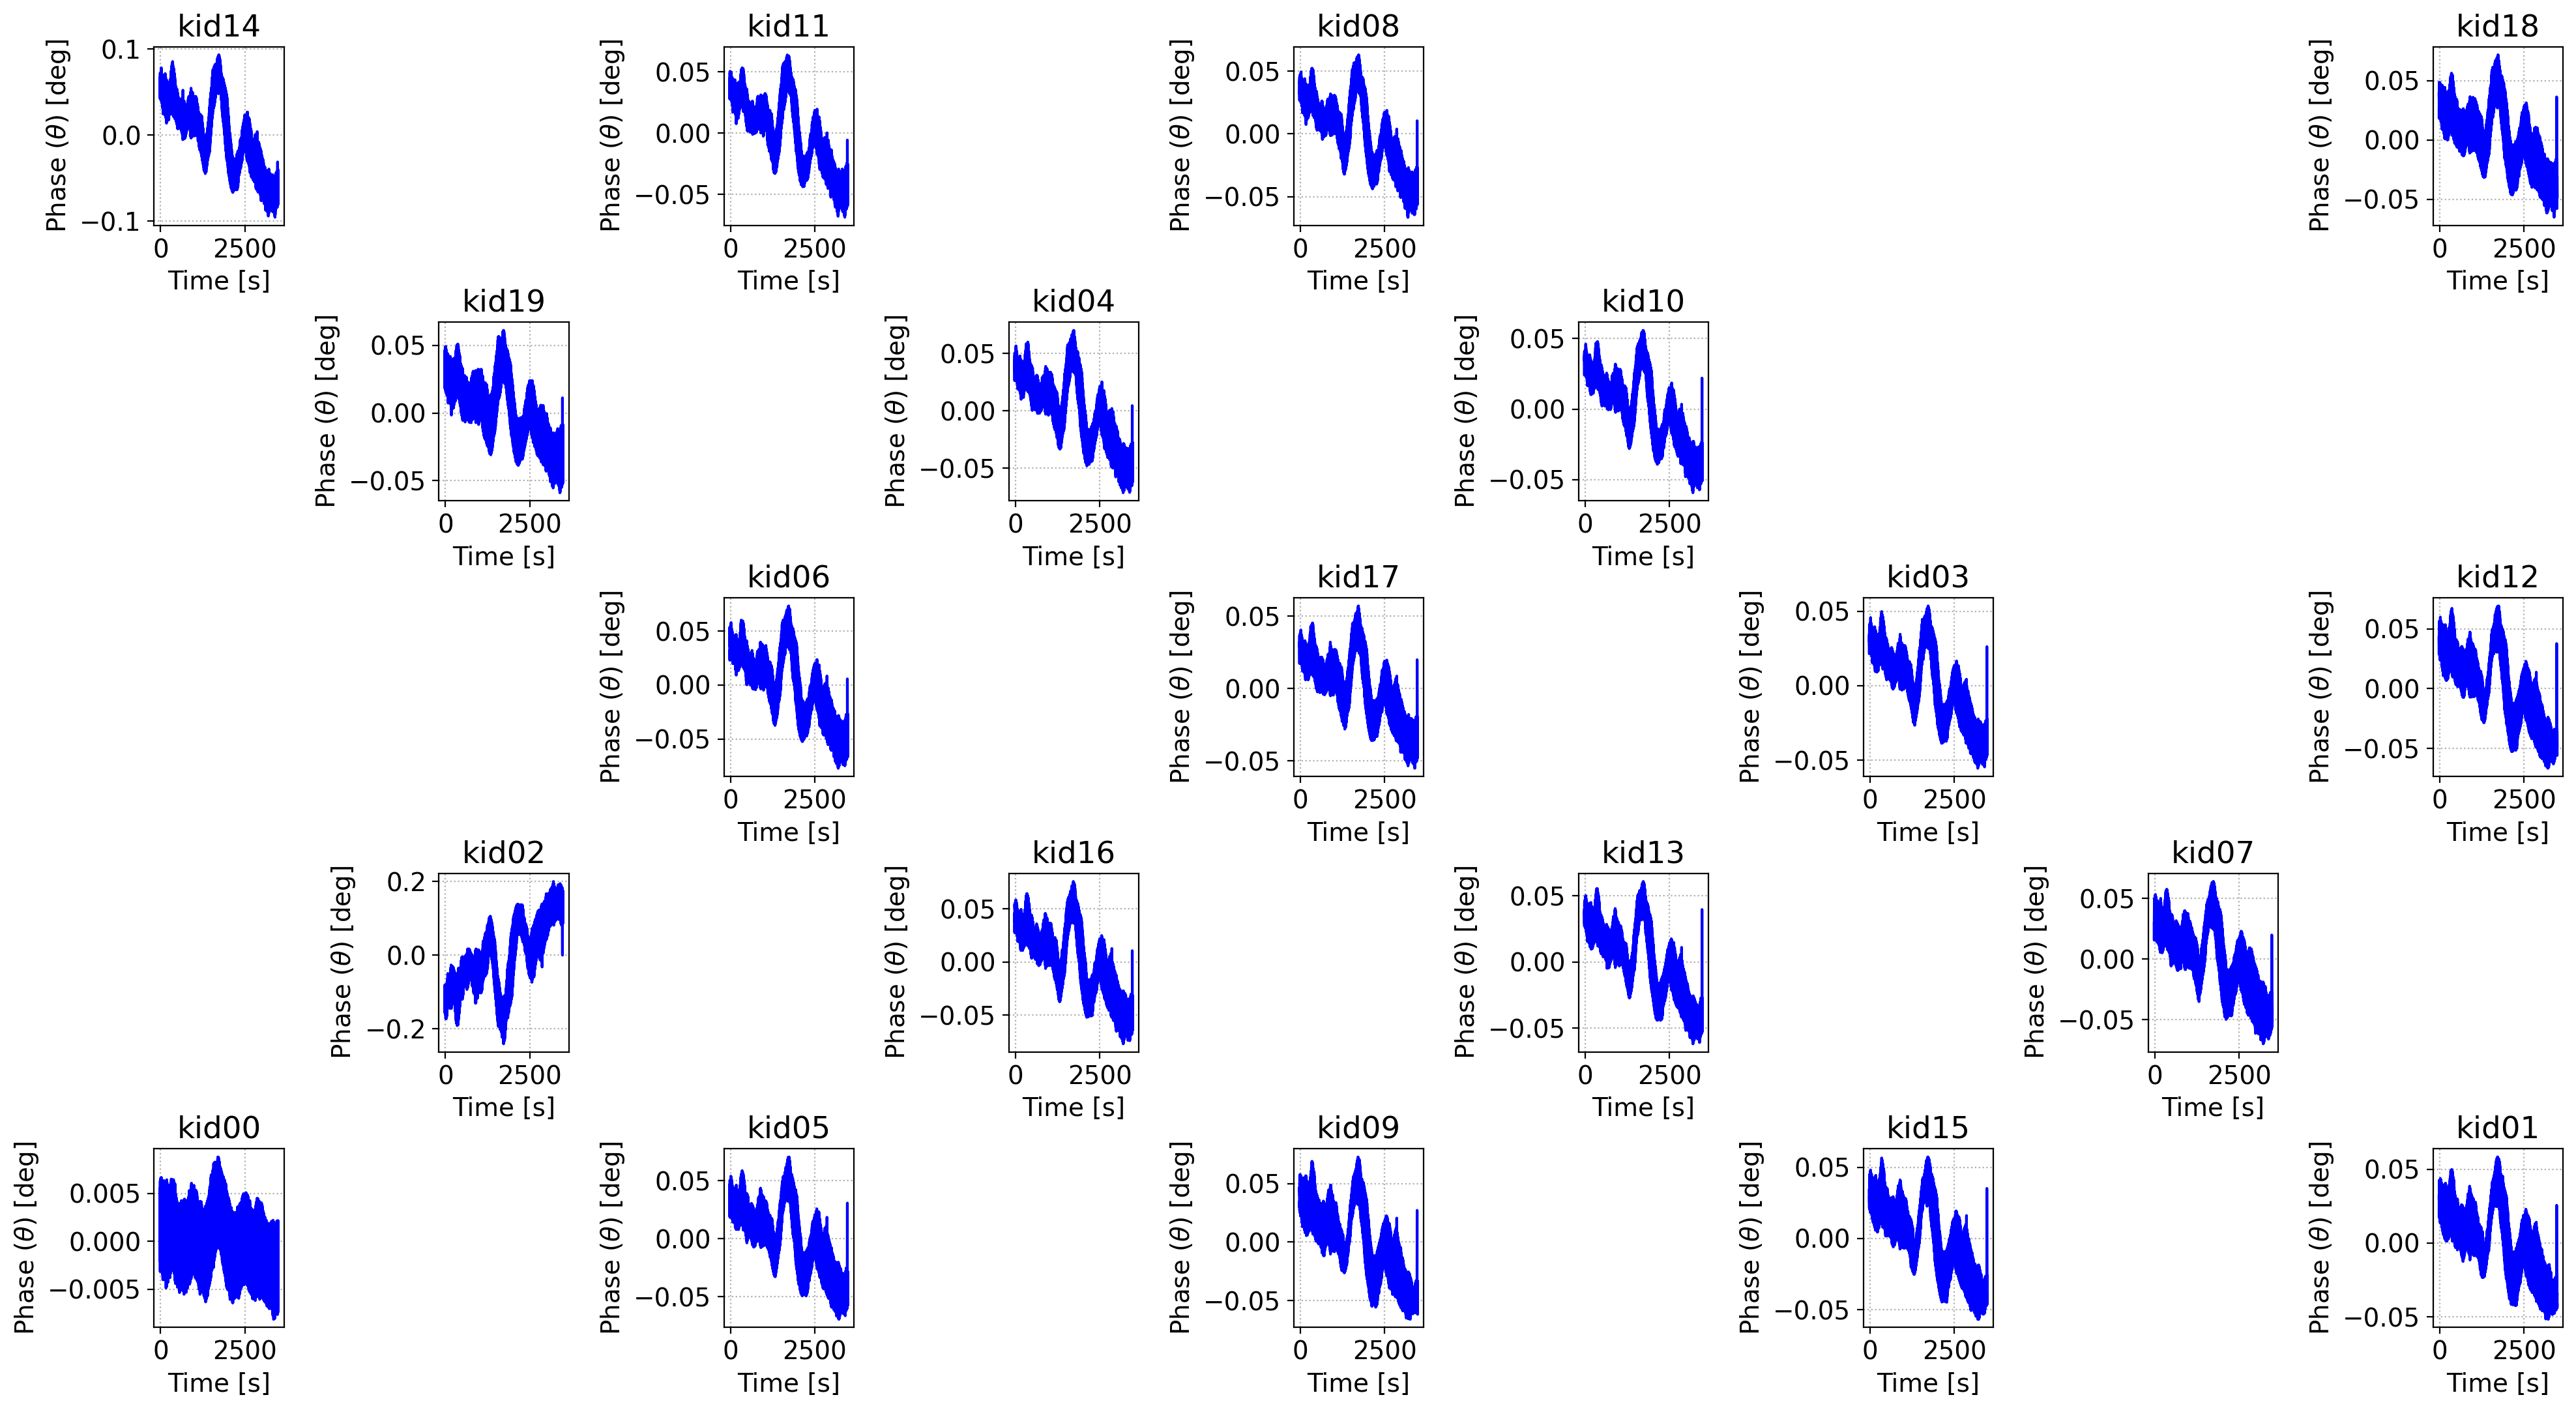 kid14
Phase (θ) [deg]
0.1
0.0
−0.1
0
2500
Time [s]
kid11
Phase (θ) [deg]
0.05
0.00
−0.05
0
2500
Time [s]
kid08
Phase (θ) [deg]
0.05
0.00
−0.05
0
2500
Time [s]
kid18
Phase (θ) [deg]
0.05
0.00
−0.05
0
2500
Time [s]
kid19
Phase (θ) [deg]
0.05
0.00
−0.05
0
2500
Time [s]
kid04
Phase (θ) [deg]
0.05
0.00
−0.05
0
2500
Time [s]
kid10
Phase (θ) [deg]
0.05
0.00
−0.05
0
2500
Time [s]
kid06
Phase (θ) [deg]
0.05
0.00
−0.05
0
2500
Time [s]
kid17
Phase (θ) [deg]
0.05
0.00
−0.05
0
2500
Time [s]
kid03
Phase (θ) [deg]
0.05
0.00
−0.05
0
2500
Time [s]
kid12
Phase (θ) [deg]
0.05
0.00
−0.05
0
2500
Time [s]
kid02
Phase (θ) [deg]
0.2
0.0
−0.2
0
2500
Time [s]
kid16
Phase (θ) [deg]
0.05
0.00
−0.05
0
2500
Time [s]
kid13
Phase (θ) [deg]
0.05
0.00
−0.05
0
2500
Time [s]
kid07
Phase (θ) [deg]
0.05
0.00
−0.05
0
2500
Time [s]
kid00
Phase (θ) [deg]
0.005
0.000
−0.005
0
2500
Time [s]
kid05
Phase (θ) [deg]
0.05
0.00
−0.05
0
2500
Time [s]
kid09
Phase (θ) [deg]
0.05
0.00
−0.05
0
2500
Time [s]
kid15
Phase (θ) [deg]
0.05
0.00
−0.05
0
2500
Time [s]
kid01
Phase (θ) [deg]
0.05
0.00
−0.05
0
2500
Time [s]